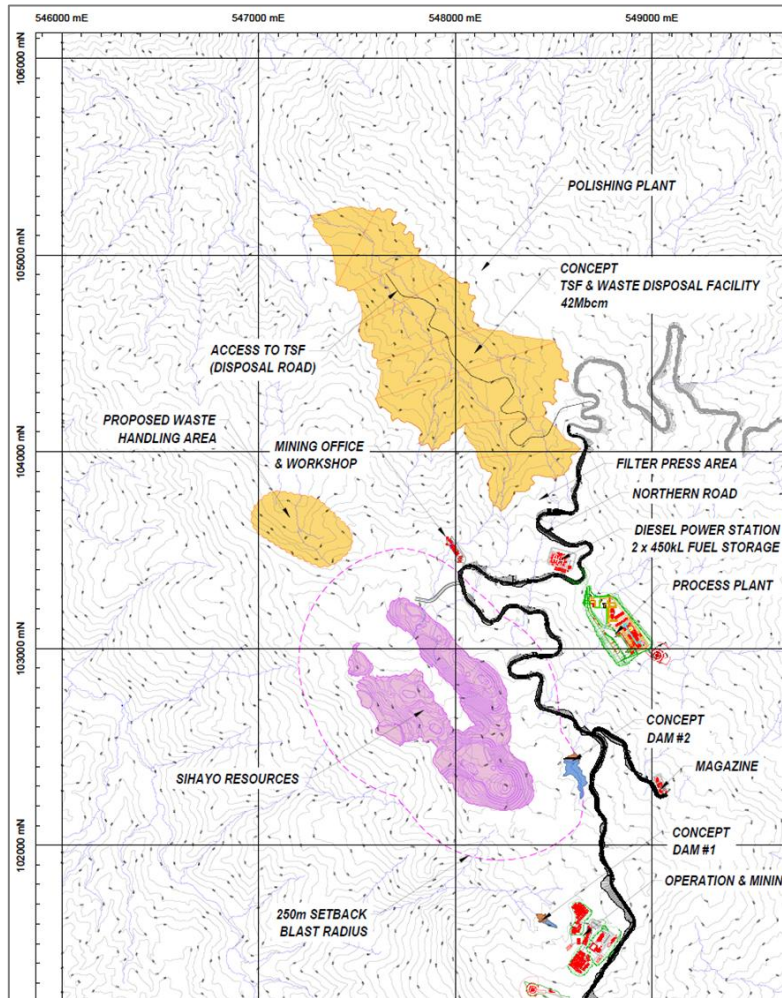 546000 mE
547000 mE
548000 mE
549000 mE
106000 mN
POLISHING PLANT
105000 mN
CONCEPT
TSF & WASTE DISPOSAL FACILITY
42Mbcm
ACCESS TO TSF
(DISPOSAL ROAD)
PROPOSED WASTE
HANDLING AREA
MINING OFFICE
& WORKSHOP
104000 mN
FILTER PRESS AREA
NORTHERN ROAD
DIESEL POWER STATION
2 x 450kL FUEL STORAGE
PROCESS PLANT
103000 mN
CONCEPT
DAM #2
MAGAZINE
SIHAYO RESOURCES
102000 mN
CONCEPT
DAM #1
OPERATION & MININ
250m SETBACK
BLAST RADIUS